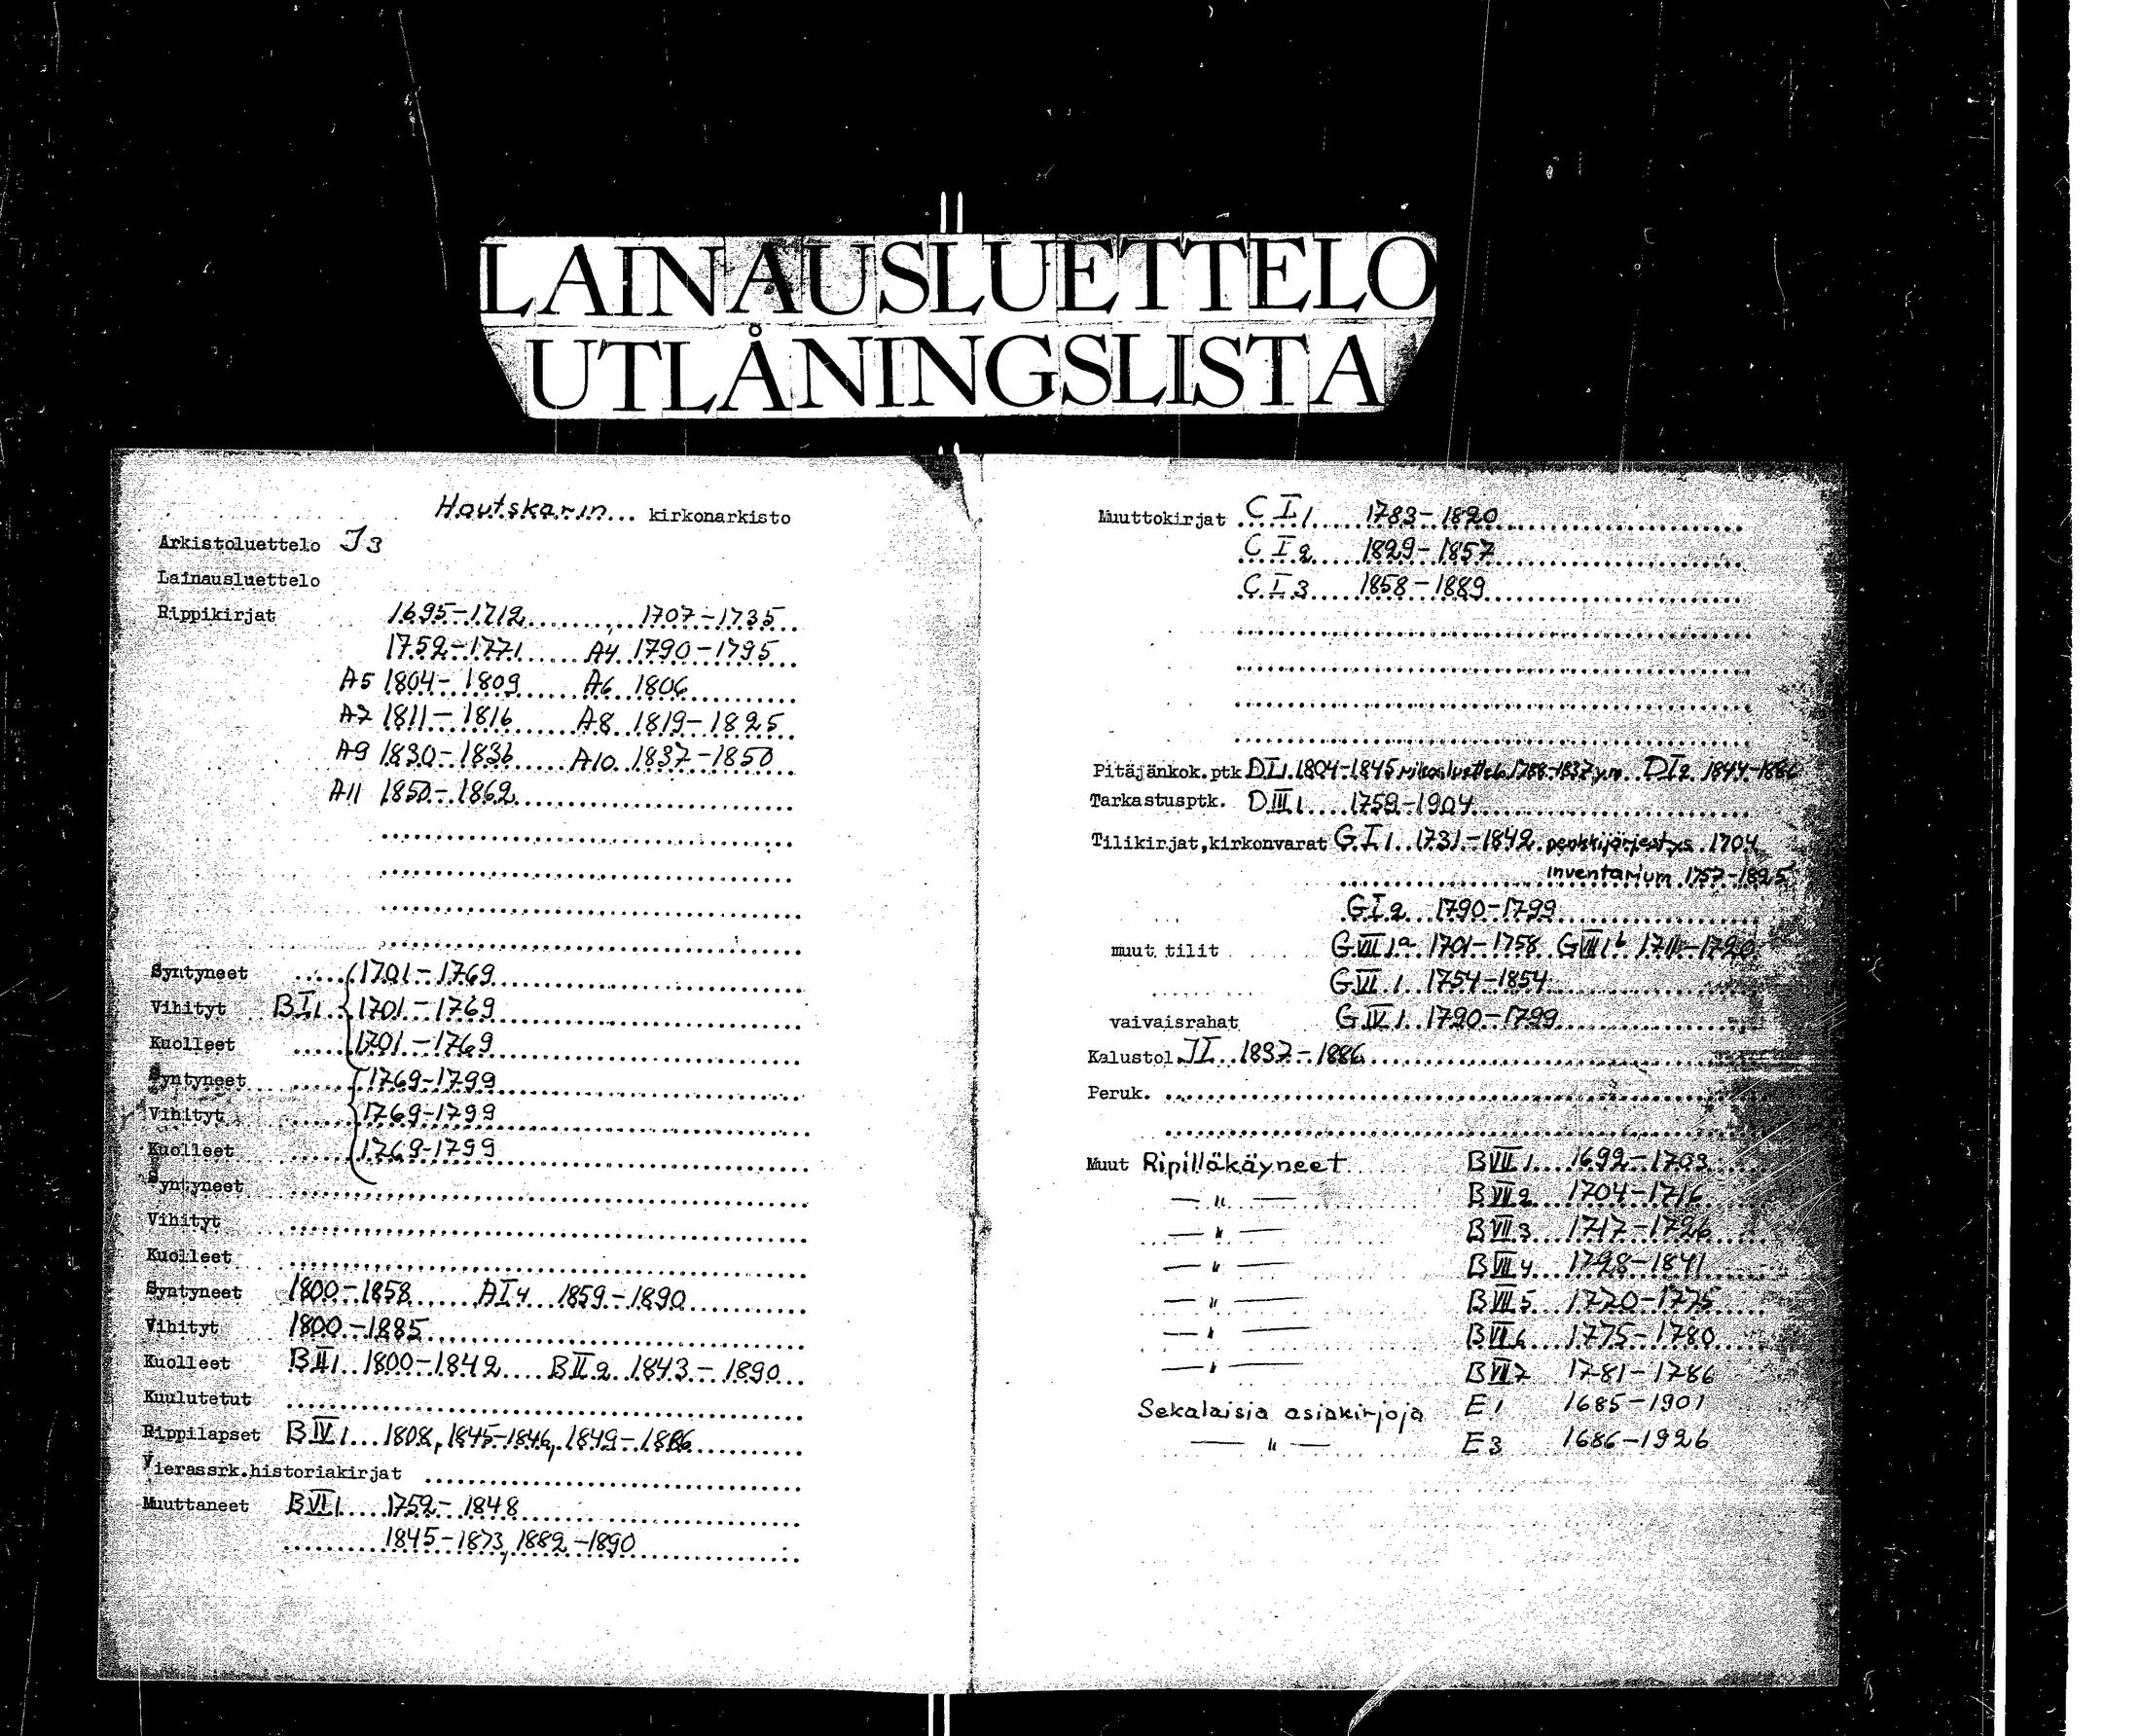 LAINAUSLUETTELO
UTLÅNINGSLISTA
Houtskarin kirkonarkisto
Arkistoluettelo J3
Lainausluettelo
Rippikirjat 1695-1712 1707-1735
1752-1771 A4 1790-1795
A5 1804-1809 A6 1806
A7 1811-1816 A8 1819-1825
A9 1830-1836 A10 1837-1850
A11 1850-1862
Syntyneet 1701-1769
Vihityt BI1 1701-1769
Kuolleet 1701-1769
Syntyneet 1769-1799
Vihityt 1769-1799
Kuolleet 1769-1799
Syntyneet
Vihityt
Kuolleet
Syntyneet 1800-1858 AI4 1859-1890
Vihityt 1800-1885
Kuolleet BII1 1800-1842 BII2 1843-1890
Kuulutetut
Rippilapset BIV1 1808, 1845-1846, 1849-1886
Vierassrk.historiakirjat
Muuttaneet BVI1 1759-1848
1845-1873, 1882-1890
Muuttokirjat CI1 1783-1820
CI2 1829-1857
CI3 1858-1889
Pitäjänkok.ptk DI1 1804-1845 rikosluettelo 1788-1837 ym. DI2 1844-1886
Tarkastusptk. DIII1 1759-1904
Tilikirjat,kirkonvarat GI1 1731-1842 penkkijärjestys 1704
inventarium 1757-1825
GI2 1790-1799
muut tilit GVII1a 1701-1758 GVII1b 1711-1720
GVI1 1754-1854
vaivaisrahat GIV1 1790-1799
Kalustol JI 1837-1886
Peruk.
Muut Ripilläkäyneet BVII1 1692-1703
— " — BVII2 1704-1716
— " — BVII3 1717-1726
— " — BVII4 1728-1841
— " — BVII5 1770-1775
— " — BVII6 1775-1780
— " — BVII7 1781-1786
Sekalaisia asiakirjoja E1 1685-1901
— " — E3 1686-1926